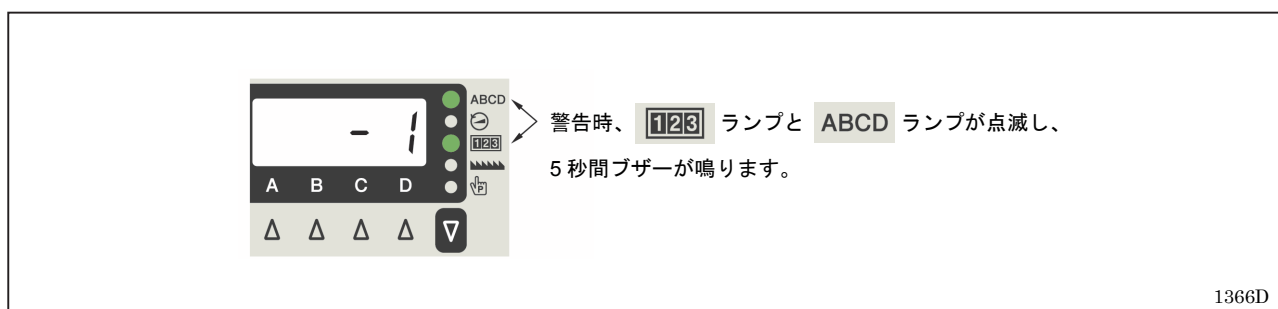 - 1
ABCD
123
P
A B C D
警告時、 123 ランプと ABCD ランプが点滅し、
5 秒間ブザーが鳴ります。
1366D